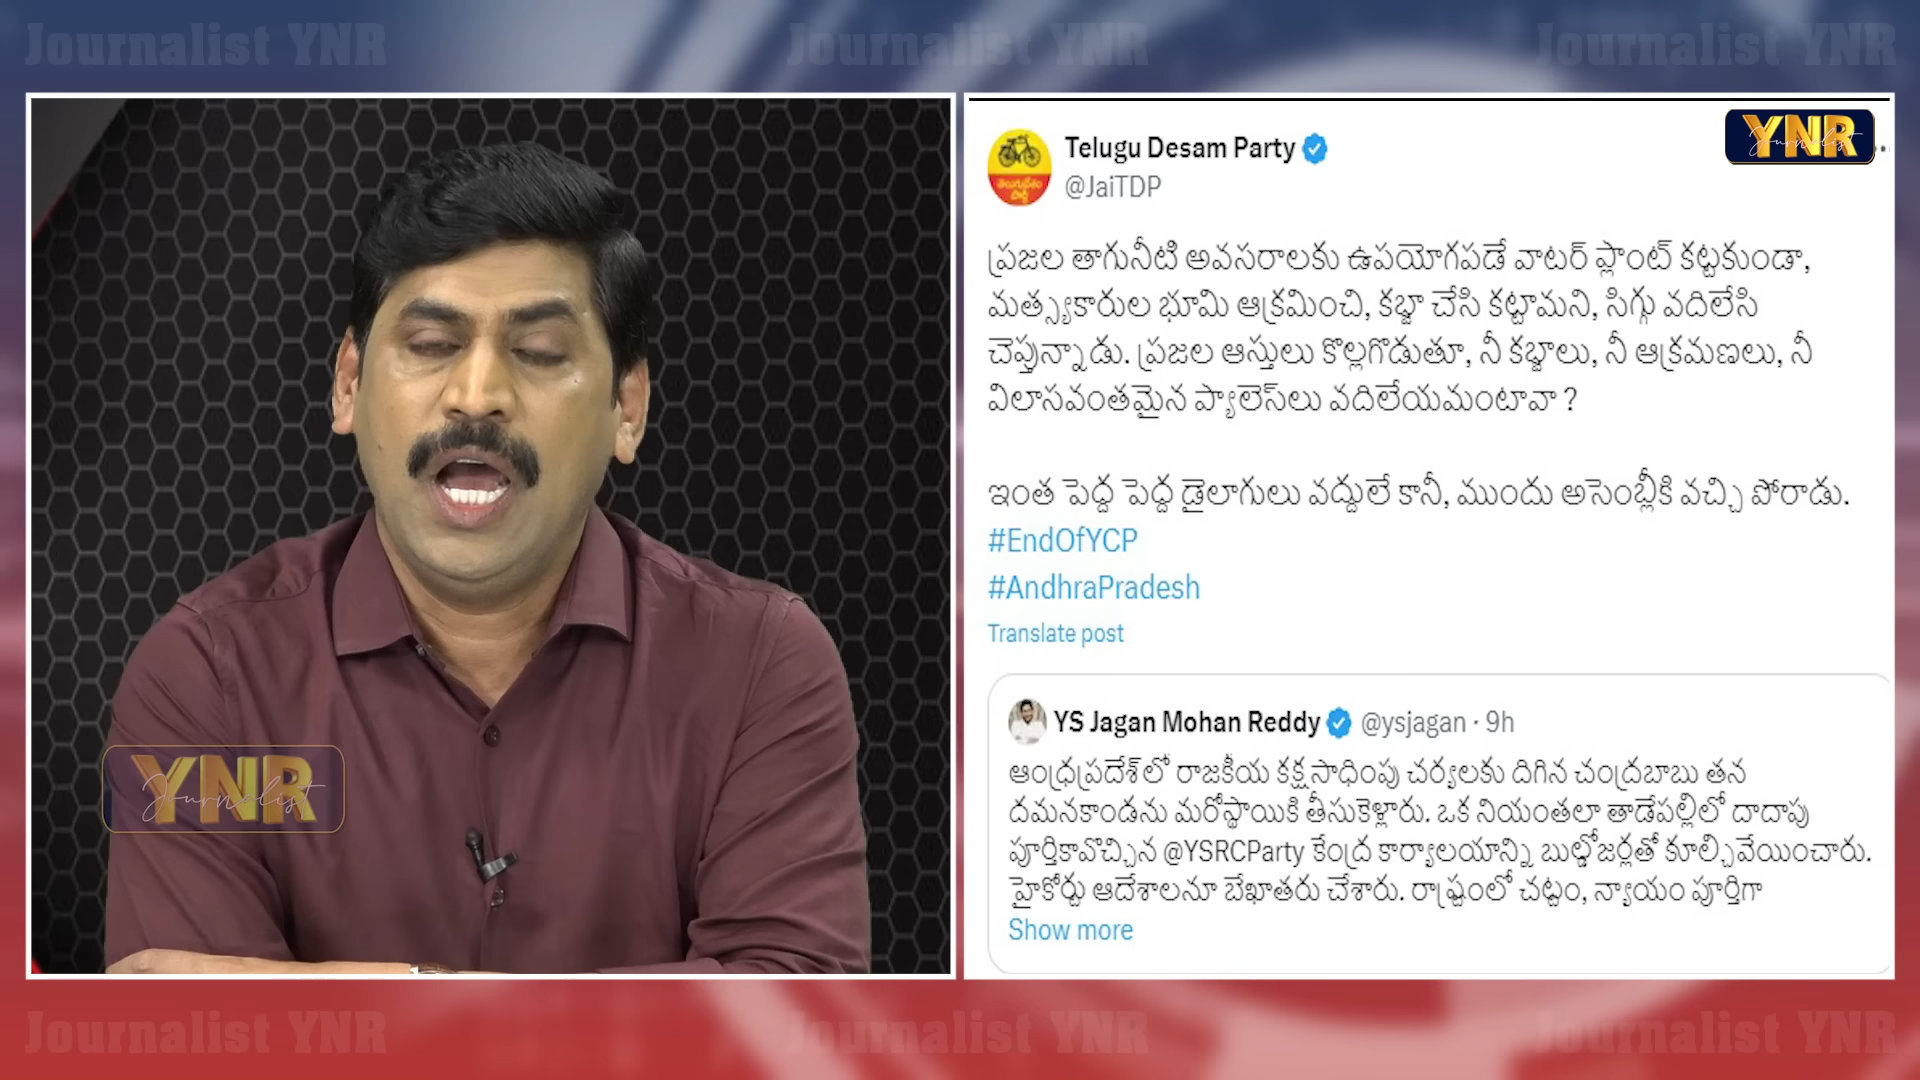 Journalist YNR
Journalist YNR
Journalist YNR
YNR
Journalist
Telugu Desam Party
@JaiTDP
తెలుగుదేశం
పార్టీ
ప్రజల తాగునీటి అవసరాలకు ఉపయోగపడే వాటర్ ప్లాంట్ కట్టకుండా,
మత్స్యకారుల భూమి ఆక్రమించి, కబ్జా చేసి కట్టామని, సిగ్గు వదిలేసి
చెప్తున్నాడు. ప్రజల ఆస్తులు కొల్లగొడుతూ, నీ కబ్జాలు, నీ ఆక్రమణలు, నీ
విలాసవంతమైన ప్యాలెస్‌లు వదిలేయమంటావా ?
ఇంత పెద్ద పెద్ద డైలాగులు వద్దులే కానీ, ముందు అసెంబ్లీకి వచ్చి పోరాడు.
#EndOfYCP
#AndhraPradesh
Translate post
YS Jagan Mohan Reddy @ysjagan · 9h
ఆంధ్రప్రదేశ్‌లో రాజకీయ కక్ష సాధింపు చర్యలకు దిగిన చంద్రబాబు తన
దమనకాండను మరోస్థాయికి తీసుకెళ్లారు. ఒక నియంతలా తాడేపల్లిలో దాదాపు
పూర్తికావొచ్చిన @YSRCParty కేంద్ర కార్యాలయాన్ని బుల్డోజర్లతో కూల్చివేయించారు.
హైకోర్టు ఆదేశాలనూ బేఖాతరు చేశారు. రాష్ట్రంలో చట్టం, న్యాయం పూర్తిగా
Show more
YNR
Journalist
Journalist YNR
Journalist YNR
Journalist YNR